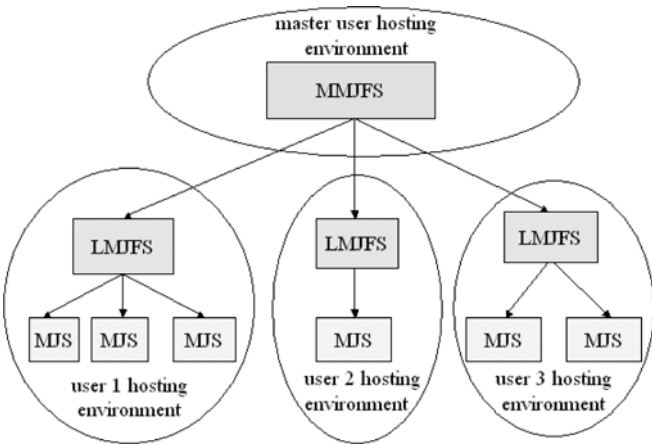 master user hosting
environment
MMJFS
LMJFS
LMJFS
LMJFS
MJS
MJS
MJS
MJS
MJS
MJS
user 1 hosting
environment
user 2 hosting
environment
user 3 hosting
environment